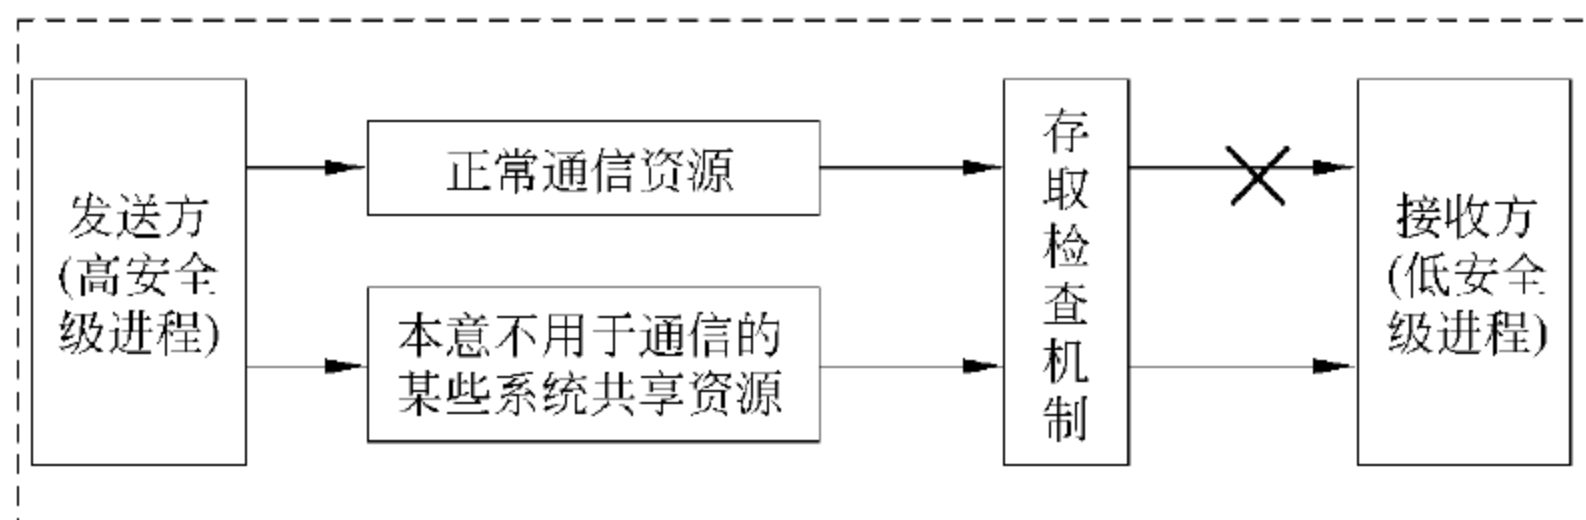 发送方
(高安全
级进程)
正常通信资源
本意不用于通信的
某些系统共享资源
存
取
检
查
机
制
接收方
(低安全
级进程)